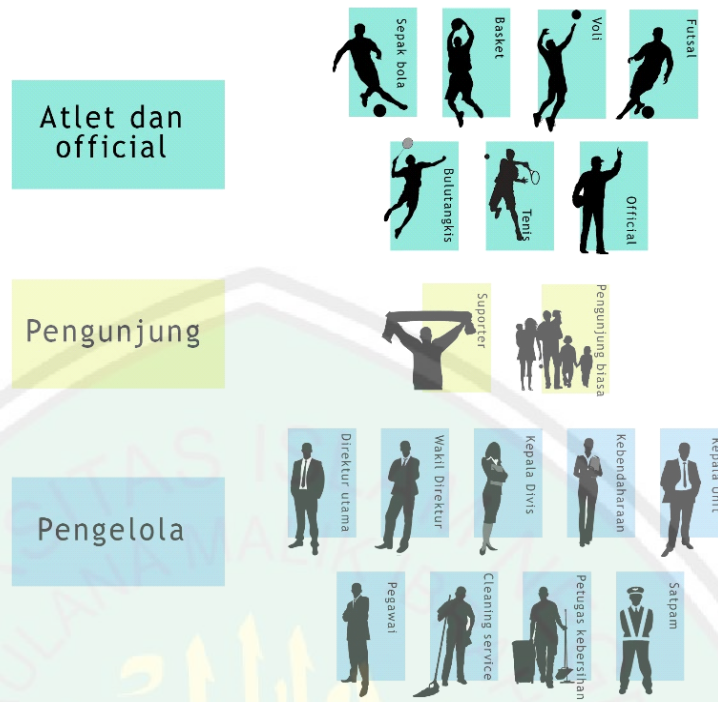 Atlet dan
official
Sepak bola
Basket
Voli
Futsal
Bulutangkis
Tenis
Official
Pengunjung
Suporter
Pengunjung biasa
Pengelola
Direktur utama
Wakil Direktur
Kepala Divis
Kebendaharaan
Kepala Unit
Pegawai
Cleaning service
Petugas kebersihan
Satpam